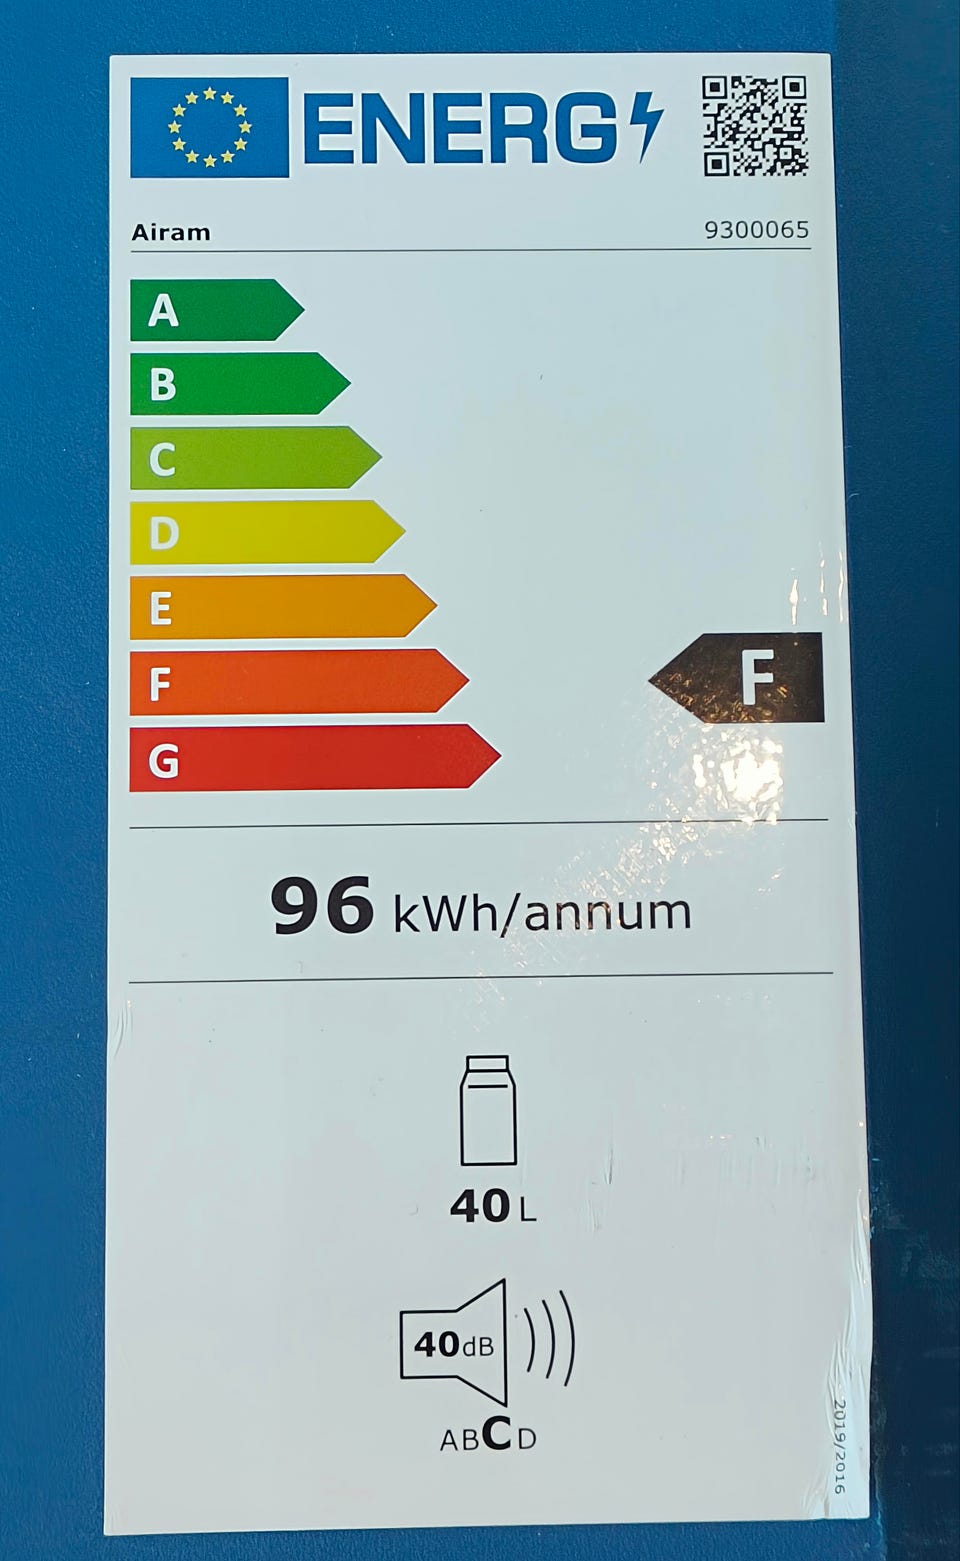 ENERG
Airam 9300065
A
B
C
D
E
F F
G
96 kWh/annum
40 L
40dB
ABCD
2019/2016